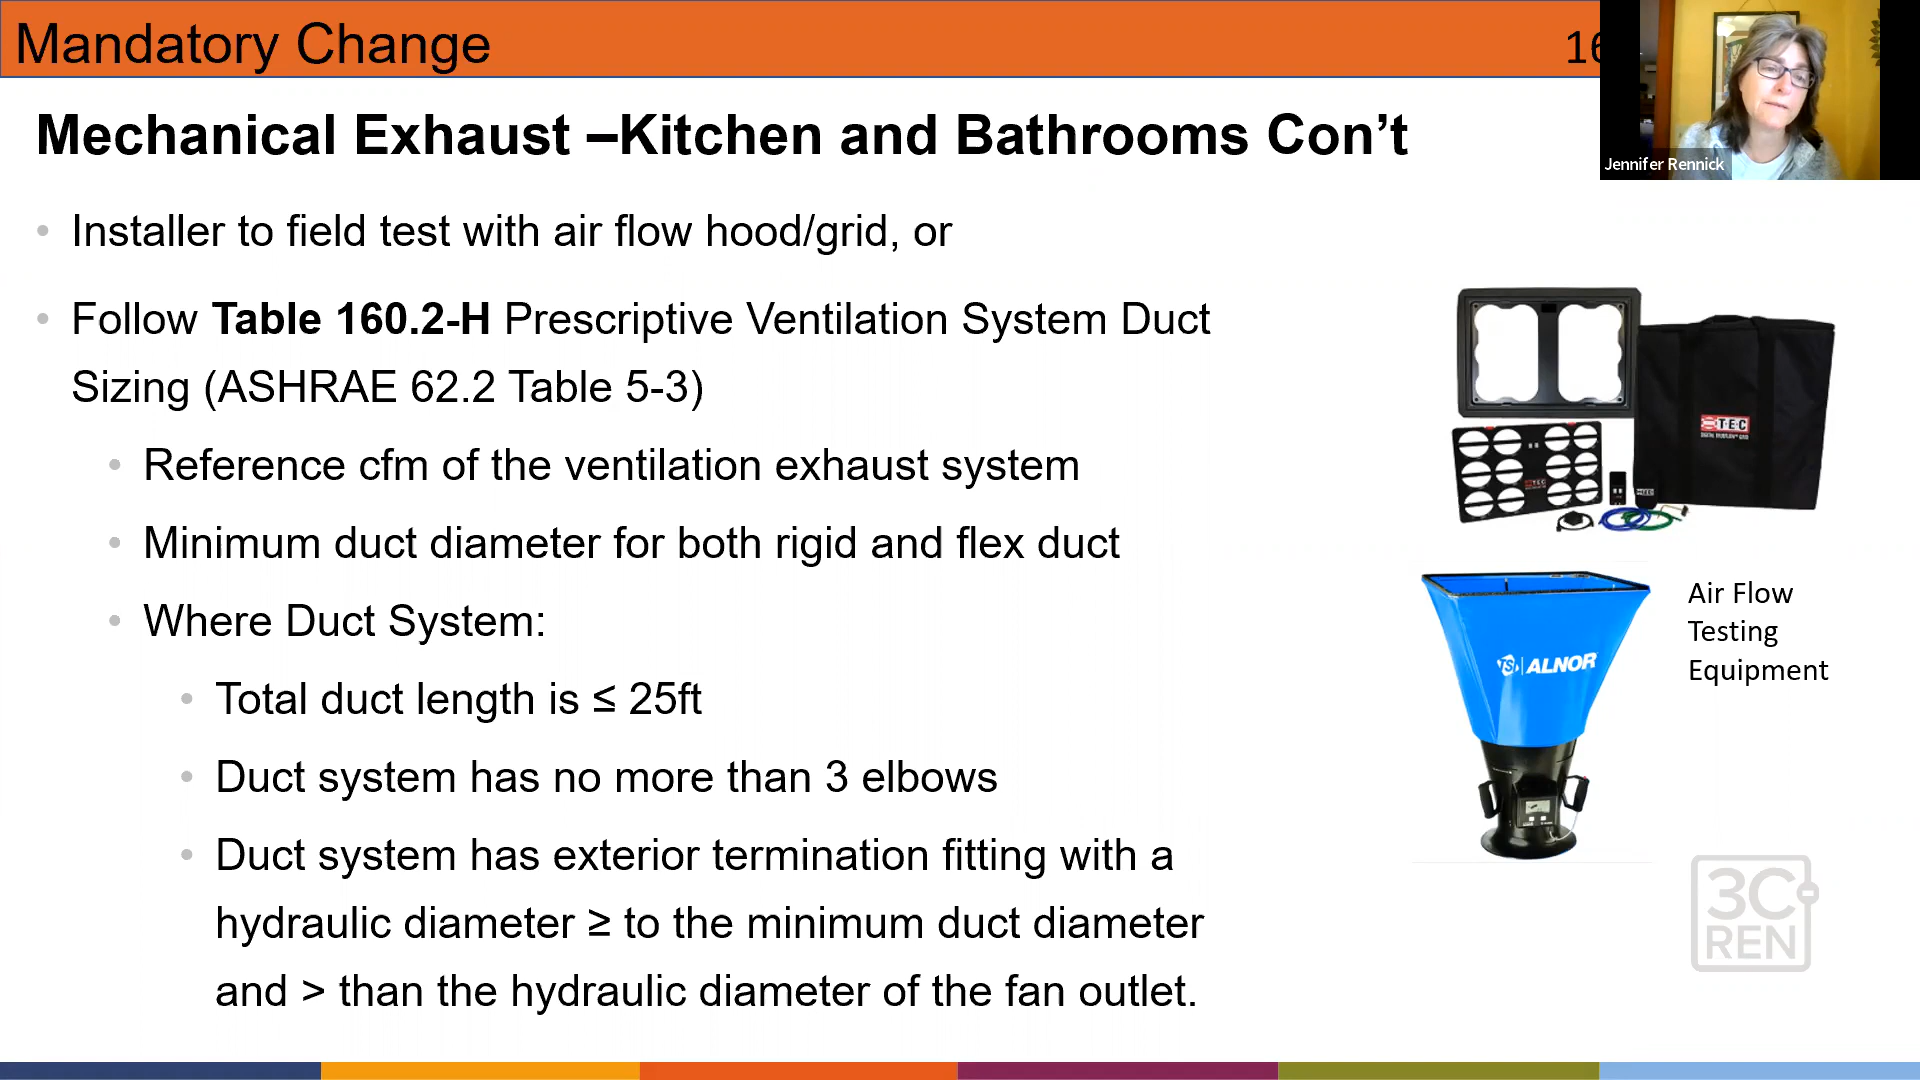 Mandatory Change
16
Jennifer Rennick
Mechanical Exhaust –Kitchen and Bathrooms Con’t
• Installer to field test with air flow hood/grid, or
• Follow Table 160.2-H Prescriptive Ventilation System Duct
Sizing (ASHRAE 62.2 Table 5-3)
• Reference cfm of the ventilation exhaust system
• Minimum duct diameter for both rigid and flex duct
• Where Duct System:
• Total duct length is ≤ 25ft
• Duct system has no more than 3 elbows
• Duct system has exterior termination fitting with a
hydraulic diameter ≥ to the minimum duct diameter
and > than the hydraulic diameter of the fan outlet.
TEC
TEC
TSI ALNOR
Air Flow
Testing
Equipment
3C
REN